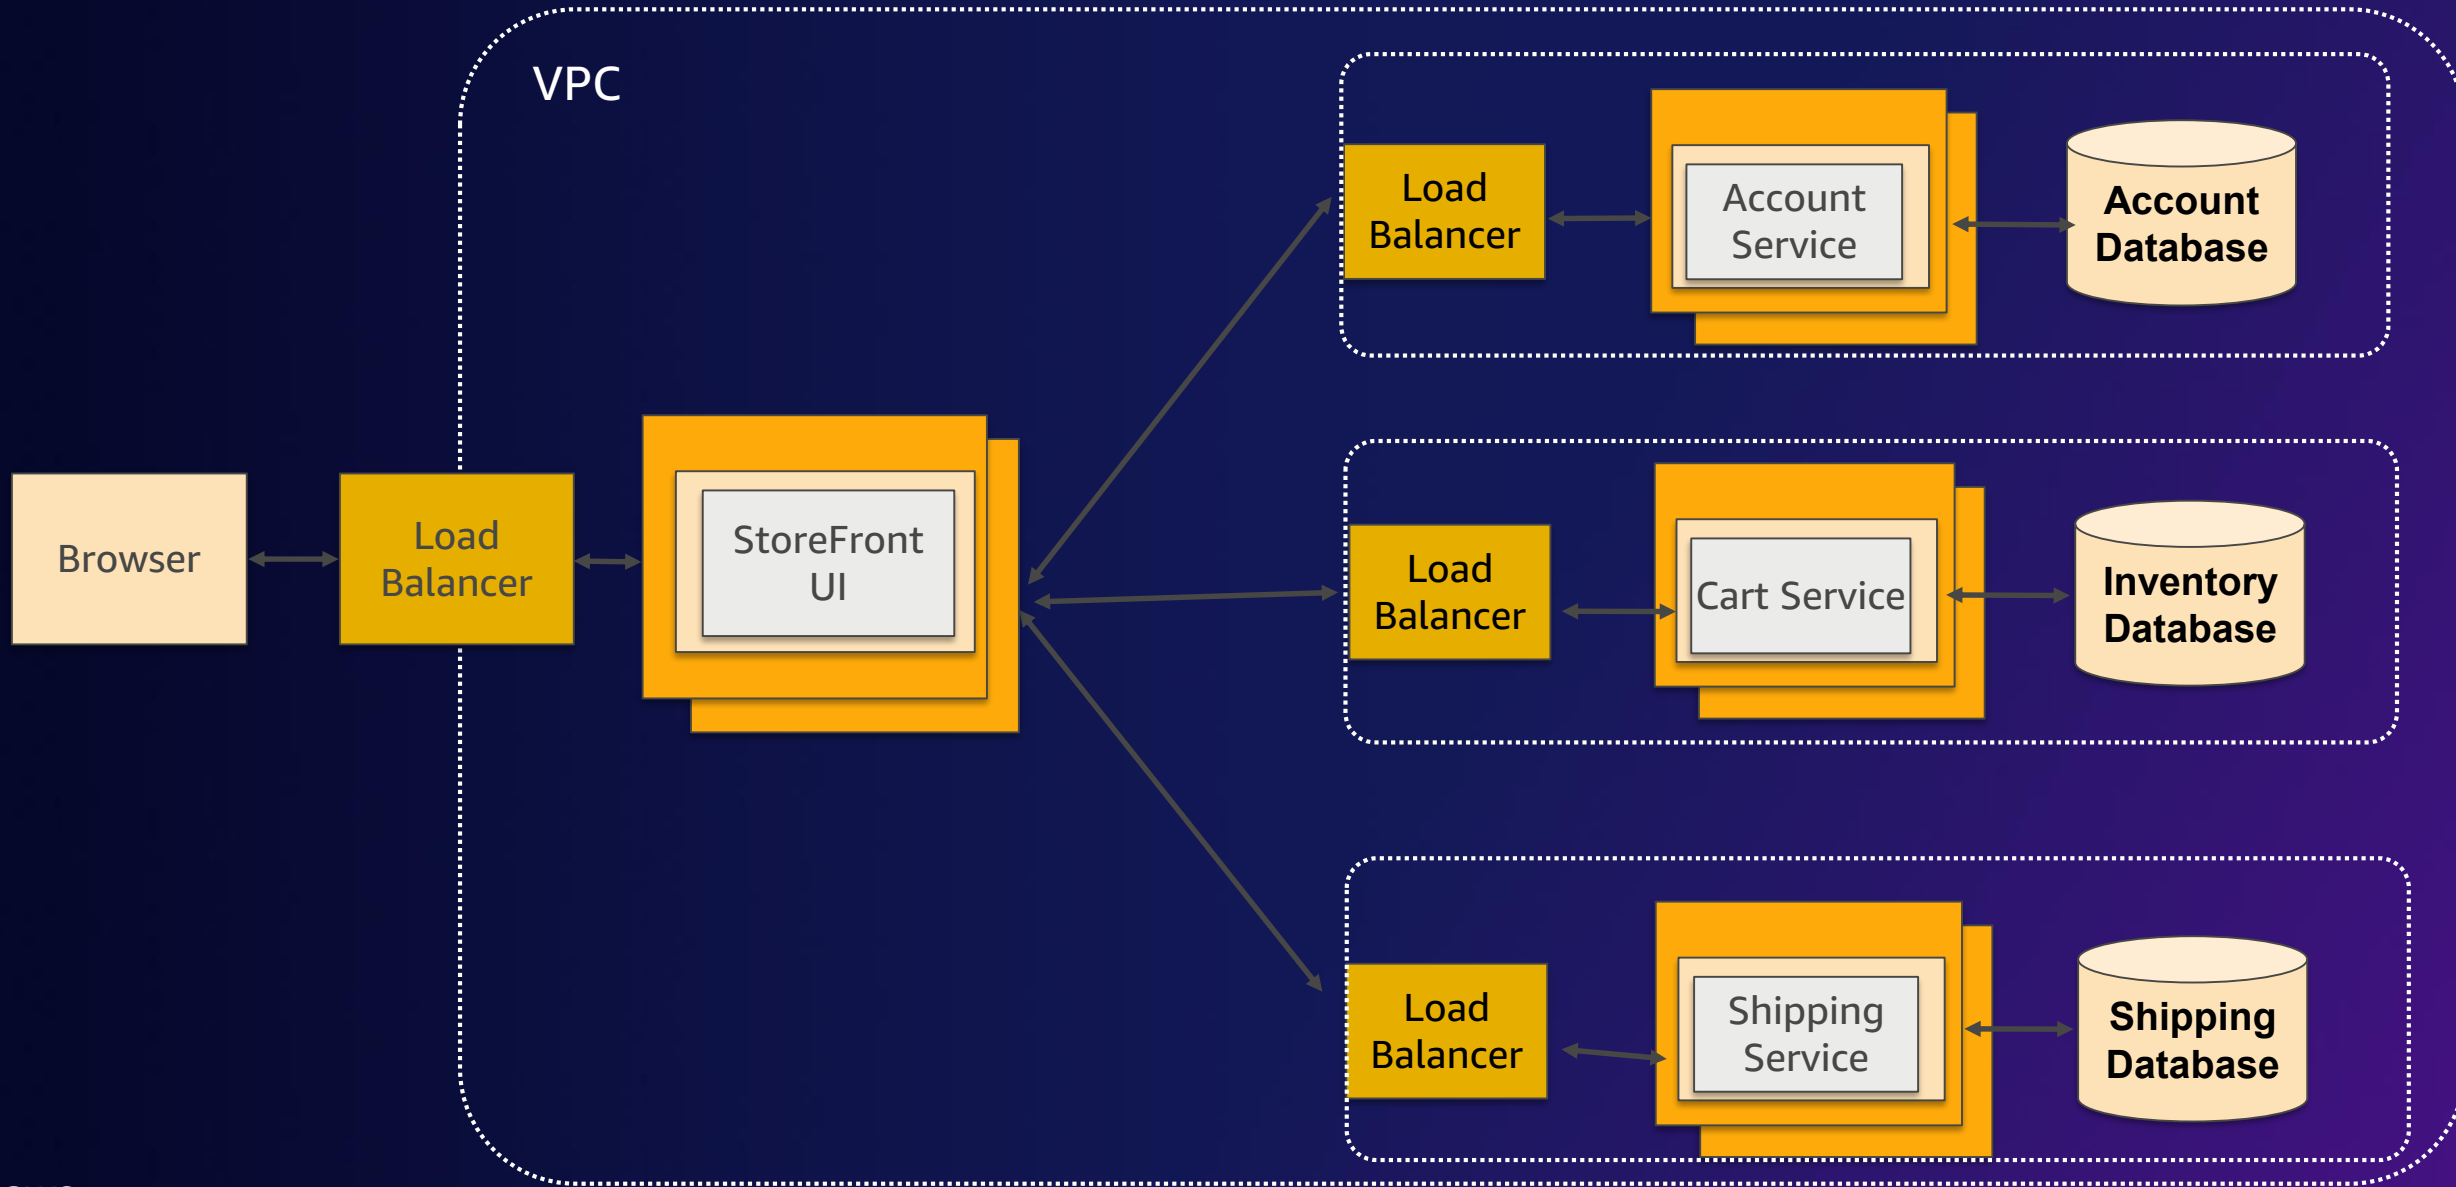 VPC
Browser
Load
Balancer
StoreFront
UI
Load
Balancer
Account
Service
Account
Database
Load
Balancer
Cart Service
Inventory
Database
Load
Balancer
Shipping
Service
Shipping
Database